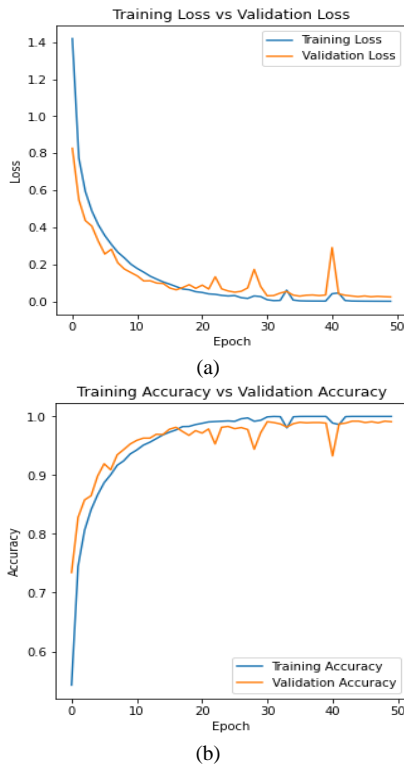 Training Loss vs Validation Loss
Training Loss
Validation Loss
1.4
1.2
1.0
0.8
0.6
0.4
0.2
0.0
Loss
0 10 20 30 40 50
Epoch
(a)
Training Accuracy vs Validation Accuracy
1.0
0.9
0.8
0.7
0.6
Accuracy
Training Accuracy
Validation Accuracy
0 10 20 30 40 50
Epoch
(b)